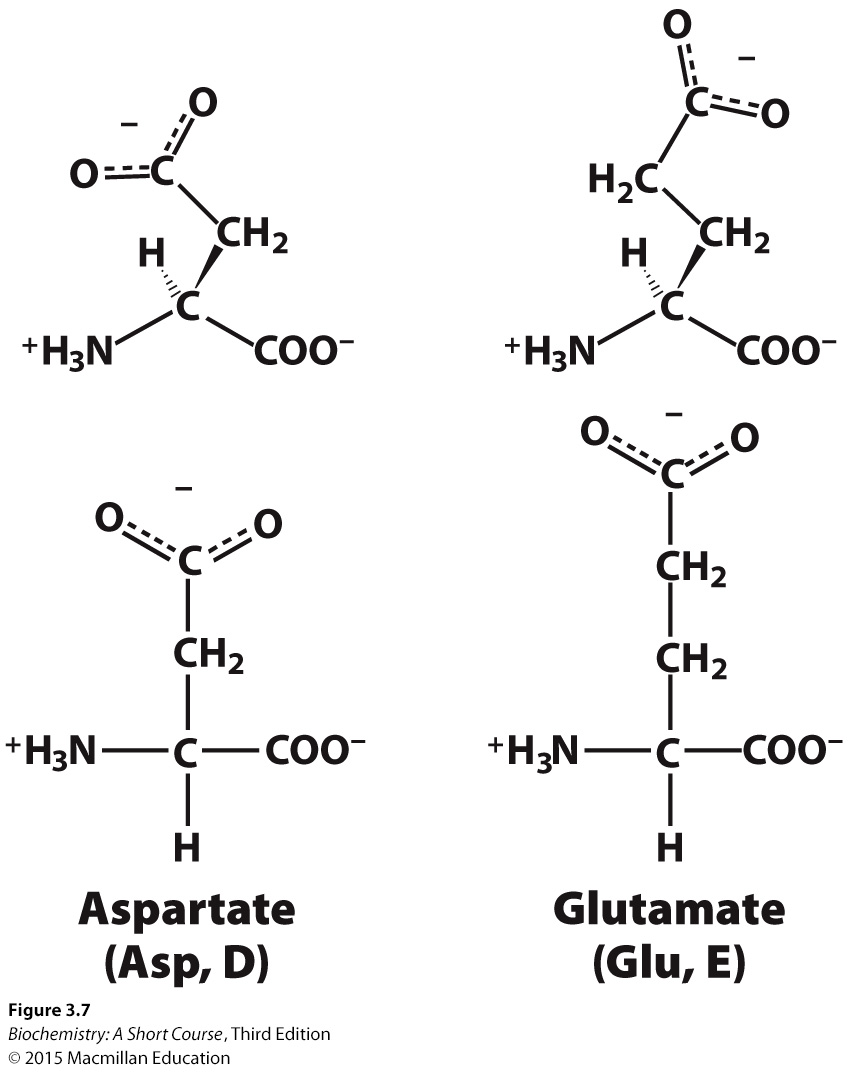 O
−
O
C
CH₂
H
C
⁺H₃N
COO⁻
O
−
C
O
H₂C
CH₂
H
C
⁺H₃N
COO⁻
−
O
O
C
CH₂
⁺H₃N
C
COO⁻
H
−
O
O
C
CH₂
CH₂
⁺H₃N
C
COO⁻
H
Aspartate
(Asp, D)
Glutamate
(Glu, E)
Figure 3.7
Biochemistry: A Short Course, Third Edition
© 2015 Macmillan Education